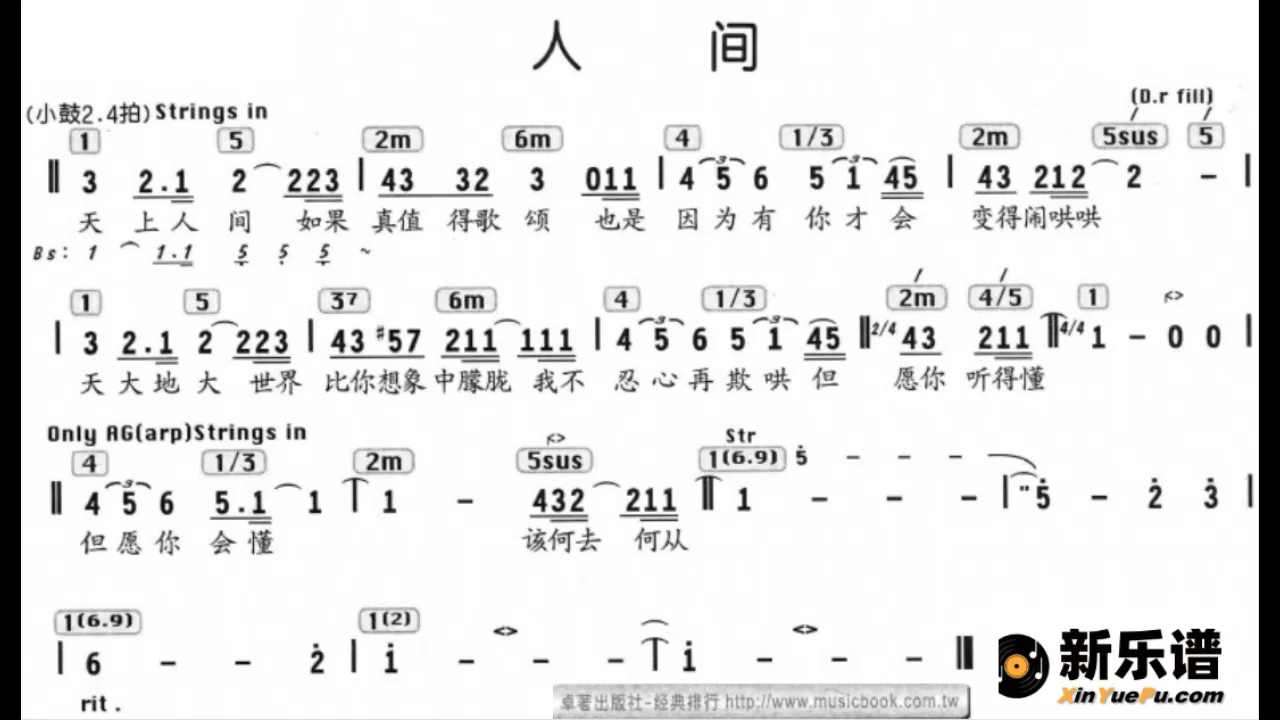 人 间
(小鼓2.4拍) Strings in (D.r fill)
1 5 2m 6m 4 1/3 2m 5sus 5
‖ 3 2.1 2 223 | 43 32 3 011 | 4 5 6 5 1 45 | 43 212 2 – |
天 上人 间 如果 真值 得歌 颂 也是 因为有 你才会 变得闹哄哄
Bs: 1 1.1 5 5 5 ~
1 5 37 6m 4 1/3 2m 4/5 1 <>
| 3 2.1 2 223 | 43 #57 211 111 | 4 5 6 5 1 45 ‖ 2/4 43 211 ‖ 4/4 1 – 0 0 |
天 大地 大 世界 比你想象 中朦胧 我不 忍心再 欺哄但 愿你 听得懂
Only AG(arp)Strings in <> Str
4 1/3 2m 5sus 1(6.9) 5 – – –
‖ 4 5 6 5.1 1 | 1 – 432 211 ‖ 1 – – – | "5 – 2 3 |
但愿你 会懂 该何去 何从
1(6.9) 1(2) <> <>
| 6 – – 2 | 1 – – – | 1 – – – ‖
rit .
卓著出版社-经典排行 http://www.musicbook.com.tw
新乐谱
XinYuePu.com